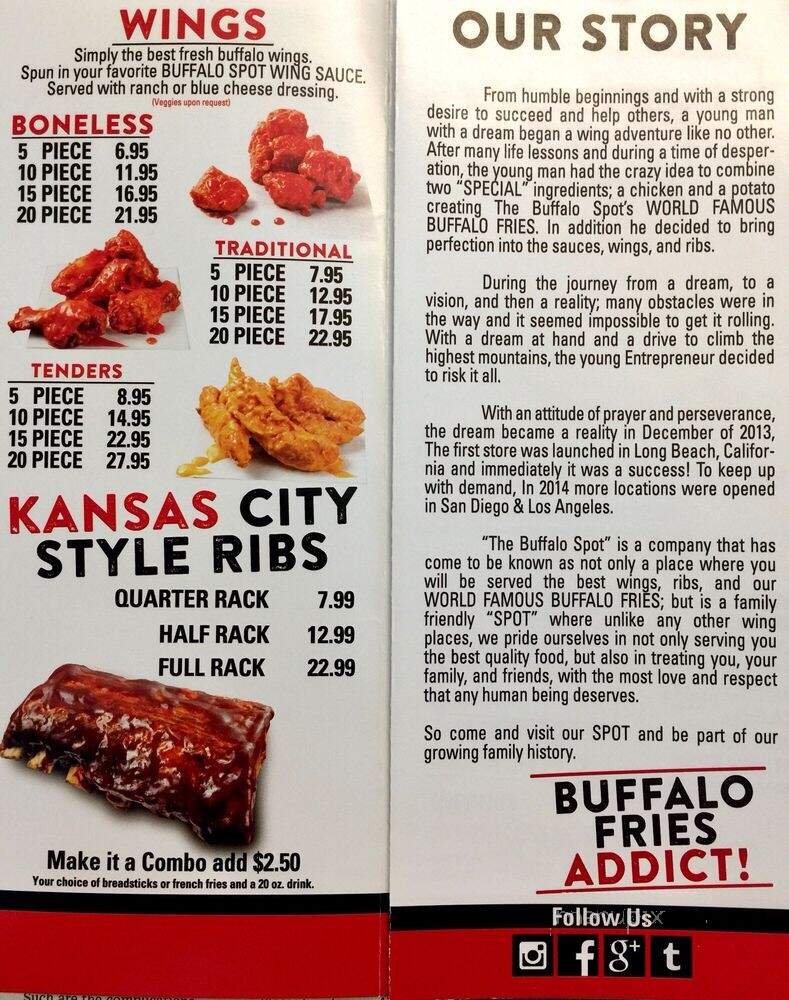 WINGS
Simply the best fresh buffalo wings.
Spun in your favorite BUFFALO SPOT WING SAUCE.
Served with ranch or blue cheese dressing.
(Veggies upon request)
BONELESS
5 PIECE 6.95
10 PIECE 11.95
15 PIECE 16.95
20 PIECE 21.95
TRADITIONAL
5 PIECE 7.95
10 PIECE 12.95
15 PIECE 17.95
20 PIECE 22.95
TENDERS
5 PIECE 8.95
10 PIECE 14.95
15 PIECE 22.95
20 PIECE 27.95
KANSAS CITY
STYLE RIBS
QUARTER RACK 7.99
HALF RACK 12.99
FULL RACK 22.99
Make it a Combo add $2.50
Your choice of breadsticks or french fries and a 20 oz. drink.
OUR STORY
From humble beginnings and with a strong
desire to succeed and help others, a young man
with a dream began a wing adventure like no other.
After many life lessons and during a time of desper-
ation, the young man had the crazy idea to combine
two "SPECIAL" ingredients; a chicken and a potato
creating The Buffalo Spot's WORLD FAMOUS
BUFFALO FRIES. In addition he decided to bring
perfection into the sauces, wings, and ribs.
During the journey from a dream, to a
vision, and then a reality; many obstacles were in
the way and it seemed impossible to get it rolling.
With a dream at hand and a drive to climb the
highest mountains, the young Entrepreneur decided
to risk it all.
With an attitude of prayer and perseverance,
the dream became a reality in December of 2013,
The first store was launched in Long Beach, Califor-
nia and immediately it was a success! To keep up
with demand, In 2014 more locations were opened
in San Diego & Los Angeles.
"The Buffalo Spot" is a company that has
come to be known as not only a place where you
will be served the best wings, ribs, and our
WORLD FAMOUS BUFFALO FRIES; but is a family
friendly "SPOT" where unlike any other wing
places, we pride ourselves in not only serving you
the best quality food, but also in treating you, your
family, and friends, with the most love and respect
that any human being deserves.
So come and visit our SPOT and be part of our
growing family history.
BUFFALO
FRIES
ADDICT!
Follow Us
f g+ t